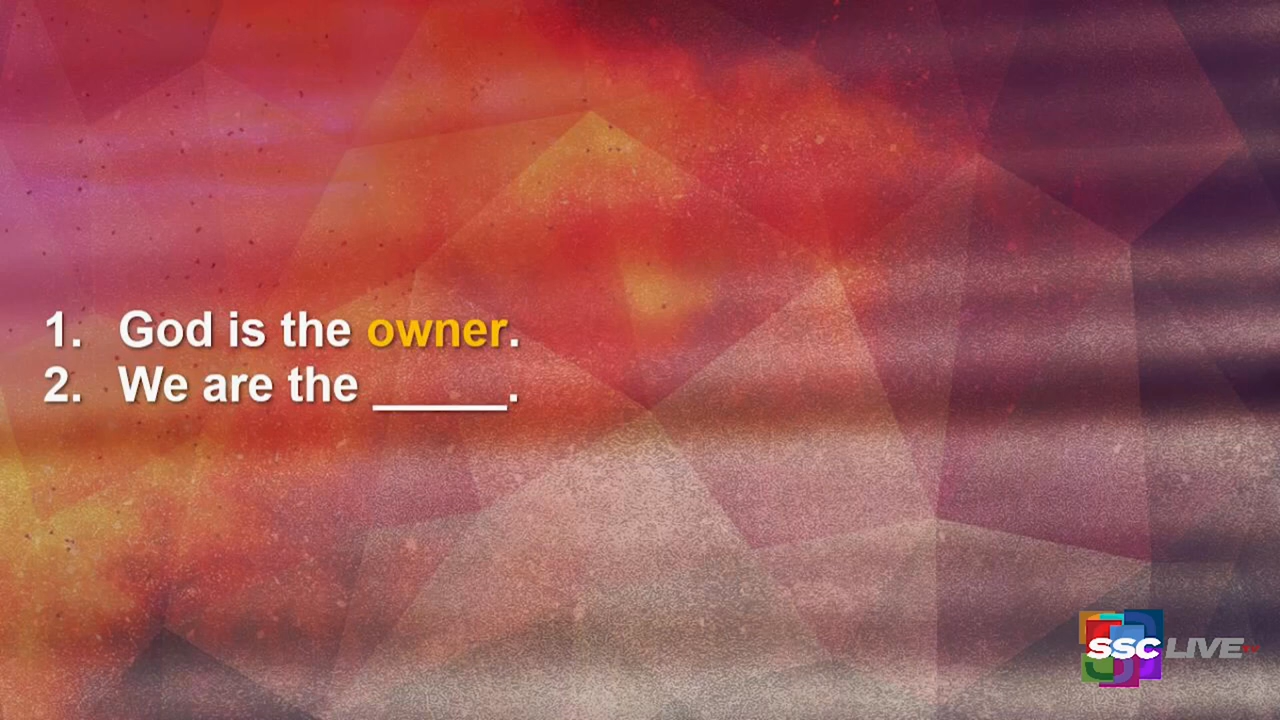 1. God is the owner.
2. We are the _____.
SSC LIVE